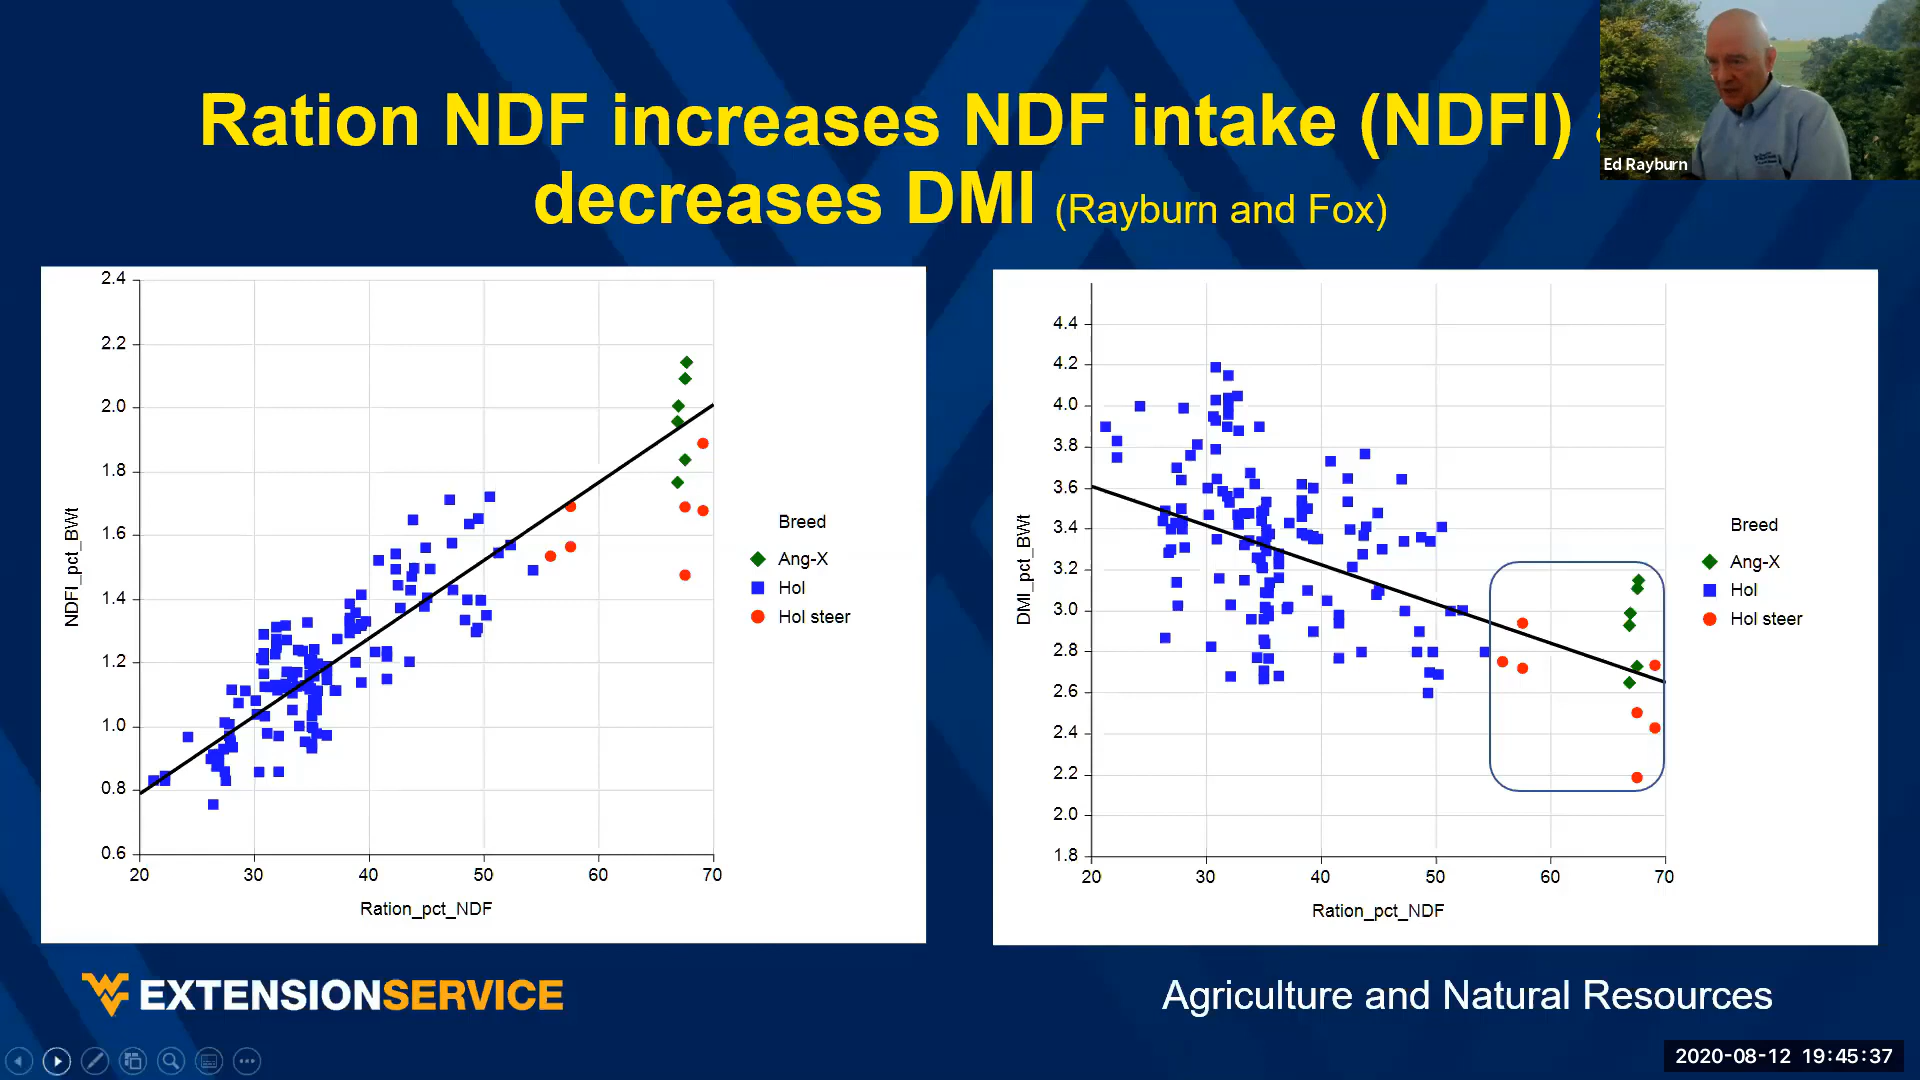 Ration NDF increases NDF intake (NDFI)
decreases DMI (Rayburn and Fox)
Ed Rayburn
2.4
2.2
2.0
1.8
1.6
1.4
1.2
1.0
0.8
0.6
NDFI_pct_BWt
20 30 40 50 60 70
Ration_pct_NDF
Breed
Ang-X
Hol
Hol steer
4.4
4.2
4.0
3.8
3.6
3.4
3.2
3.0
2.8
2.6
2.4
2.2
2.0
1.8
DMI_pct_BWt
20 30 40 50 60 70
Ration_pct_NDF
Breed
Ang-X
Hol
Hol steer
WV EXTENSIONSERVICE
Agriculture and Natural Resources
2020-08-12 19:45:37